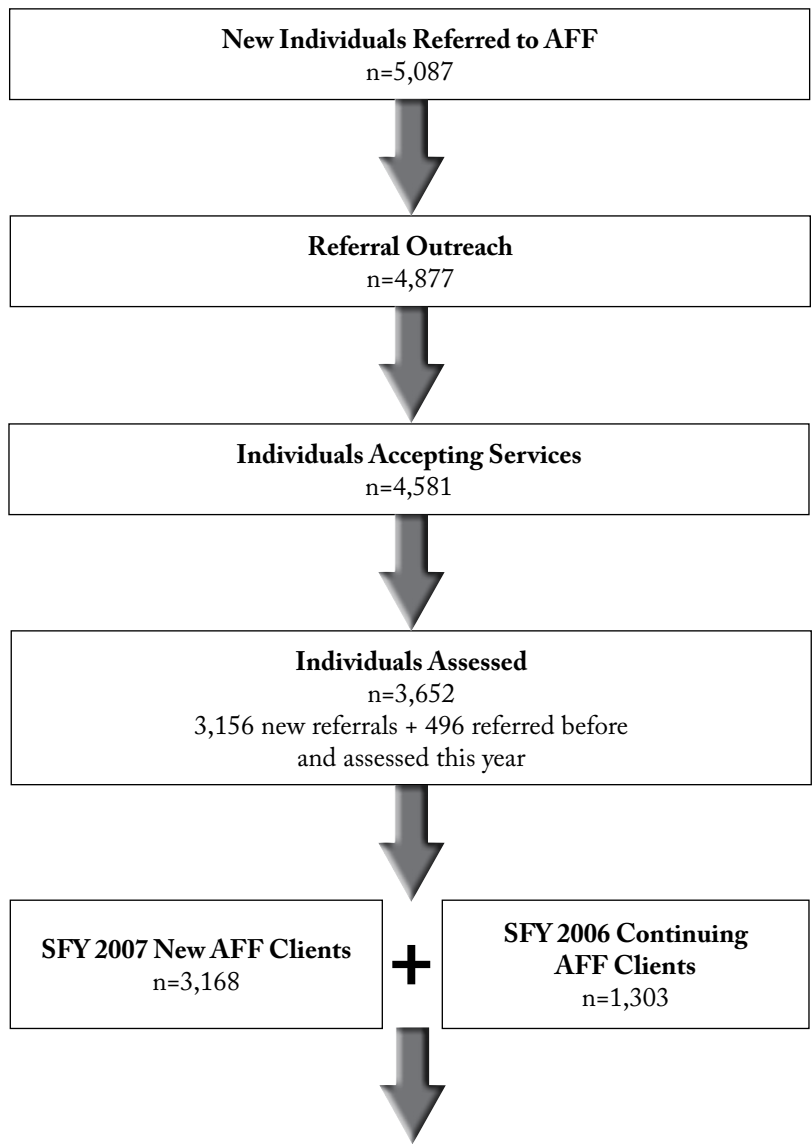 New Individuals Referred to AFF
n=5,087
Referral Outreach
n=4,877
Individuals Accepting Services
n=4,581
Individuals Assessed
n=3,652
3,156 new referrals + 496 referred before
and assessed this year
SFY 2007 New AFF Clients
n=3,168
+
SFY 2006 Continuing
AFF Clients
n=1,303